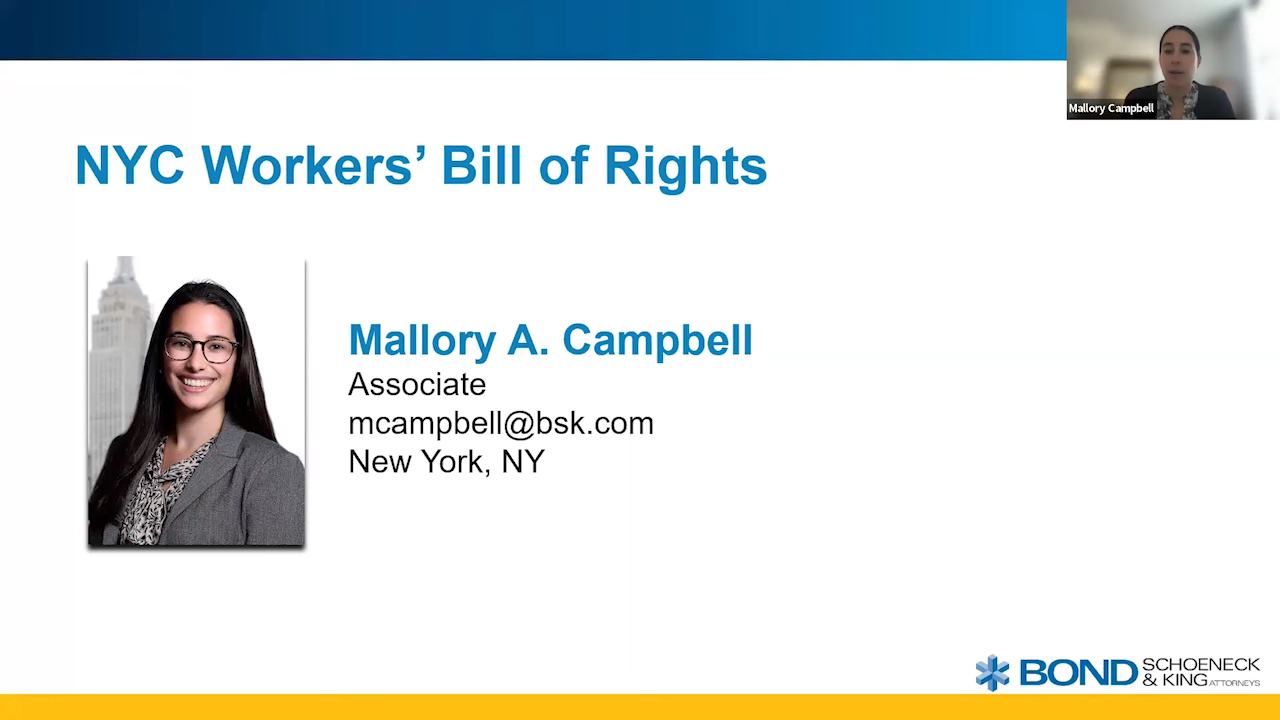 Mallory Campbell
NYC Workers’ Bill of Rights
Mallory A. Campbell
Associate
mcampbell@bsk.com
New York, NY
BOND SCHOENECK
& KING ATTORNEYS